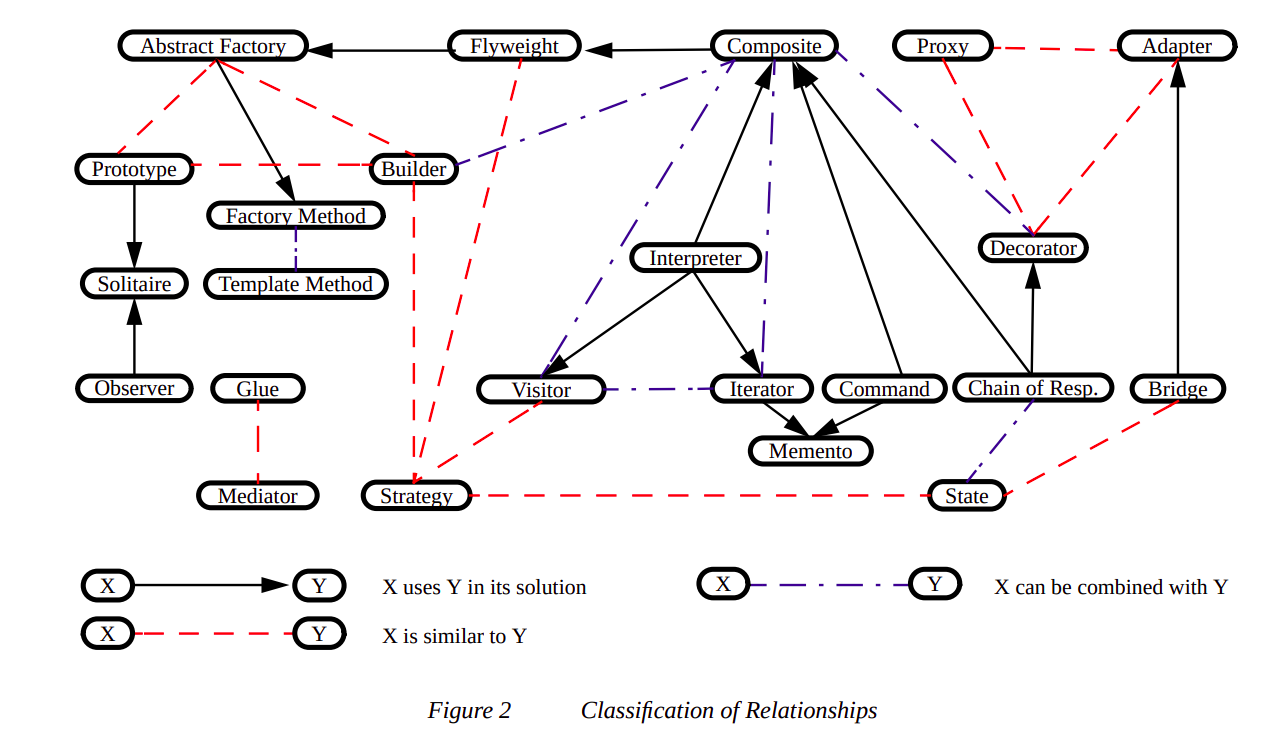 Abstract Factory
Flyweight
Composite
Proxy
Adapter
Prototype
Builder
Factory Method
Interpreter
Decorator
Solitaire
Template Method
Observer
Glue
Visitor
Iterator
Command
Chain of Resp.
Bridge
Memento
Mediator
Strategy
State
X
Y
X uses Y in its solution
X
Y
X can be combined with Y
X
Y
X is similar to Y
Figure 2 Classification of Relationships